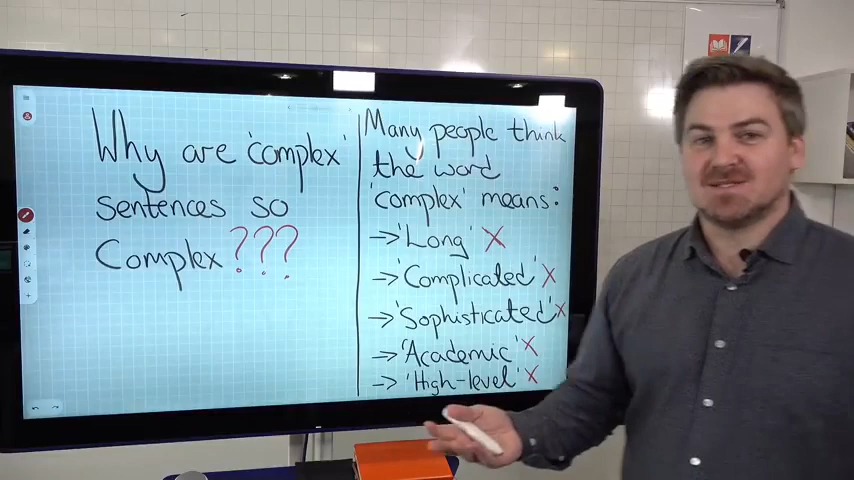 Why are 'complex'
sentences so
Complex???
Many people think
the word
'complex' means:
→ 'Long' X
→ 'Complicated' X
→ 'Sophisticated' X
→ 'Academic' X
→ 'High-level' X